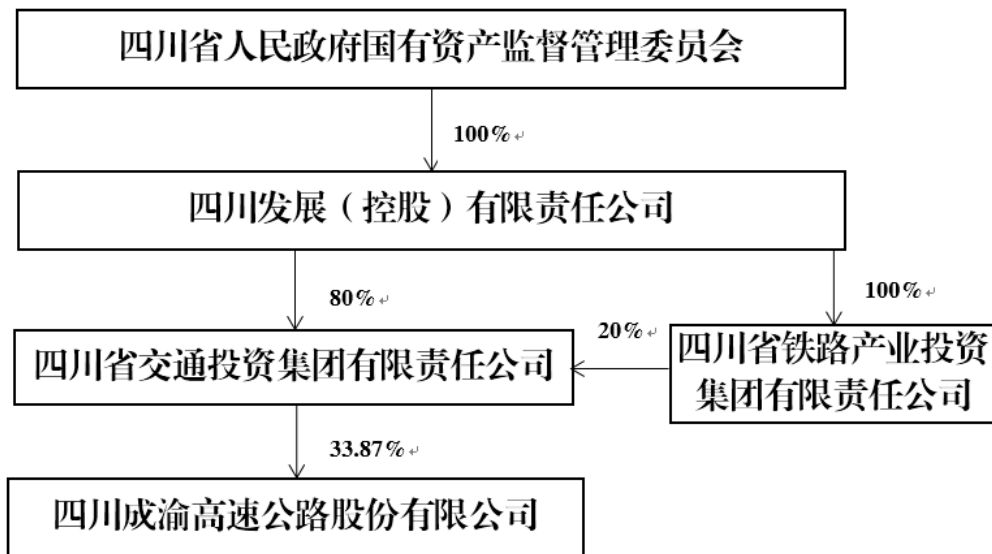 四川省人民政府国有资产监督管理委员会
100%
四川发展（控股）有限责任公司
80%
100%
20%
四川省交通投资集团有限责任公司
四川省铁路产业投资
集团有限责任公司
33.87%
四川成渝高速公路股份有限公司